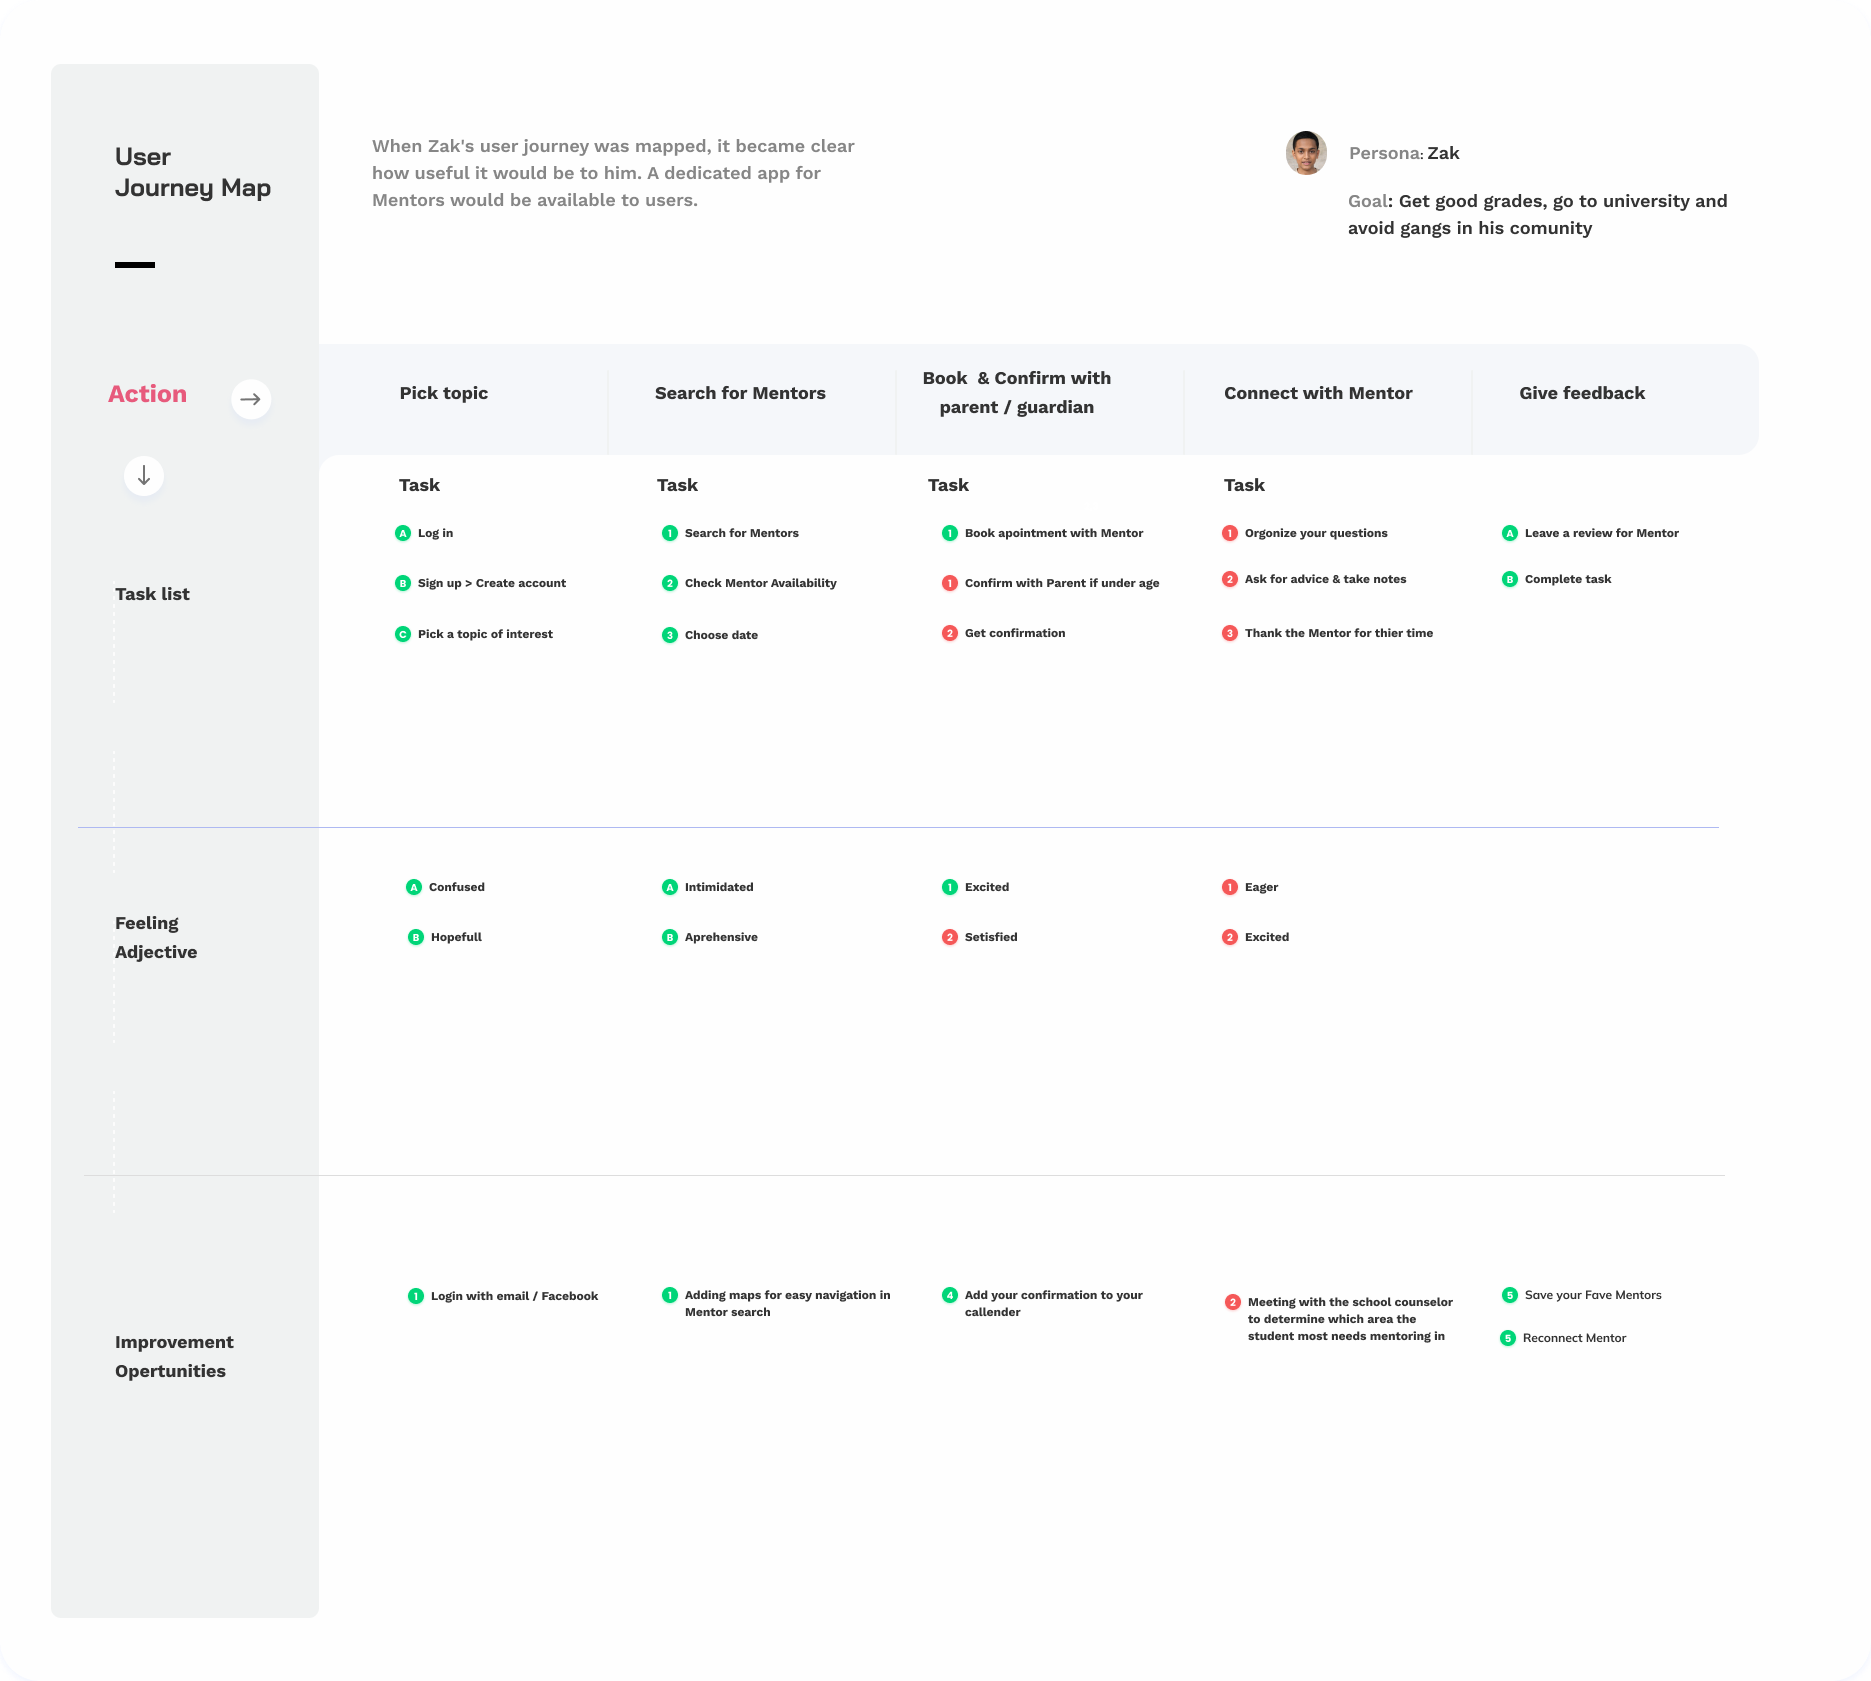 User
Journey Map
When Zak's user journey was mapped, it became clear
how useful it would be to him. A dedicated app for
Mentors would be available to users.
Persona: Zak
Goal: Get good grades, go to university and
avoid gangs in his comunity
Action
Pick topic
Search for Mentors
Book & Confirm with
parent / guardian
Connect with Mentor
Give feedback
Task list
Task
A Log in
B Sign up > Create account
C Pick a topic of interest
Task
1 Search for Mentors
2 Check Mentor Availability
3 Choose date
Task
1 Book apointment with Mentor
1 Confirm with Parent if under age
2 Get confirmation
Task
1 Orgonize your questions
2 Ask for advice & take notes
3 Thank the Mentor for thier time
A Leave a review for Mentor
B Complete task
Feeling
Adjective
A Confused
B Hopefull
A Intimidated
B Aprehensive
1 Excited
2 Setisfied
1 Eager
2 Excited
Improvement
Opertunities
1 Login with email / Facebook
1 Adding maps for easy navigation in
Mentor search
4 Add your confirmation to your
callender
2 Meeting with the school counselor
to determine which area the
student most needs mentoring in
5 Save your Fave Mentors
5 Reconnect Mentor